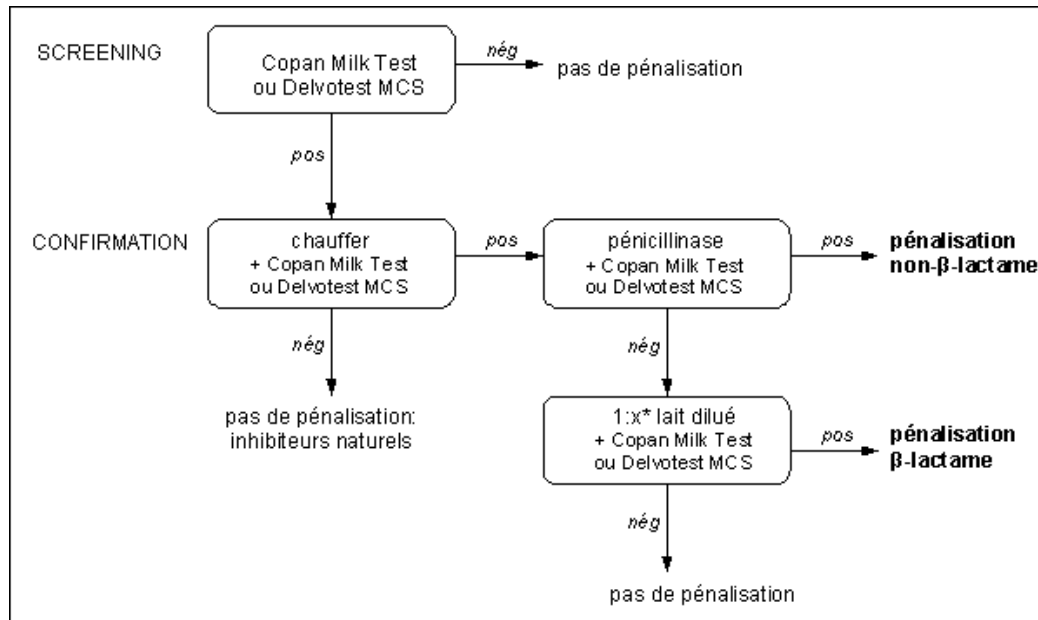 SCREENING
Copan Milk Test
ou Delvotest MCS
nég
pas de pénalisation
pos
CONFIRMATION
chauffer
+ Copan Milk Test
ou Delvotest MCS
pos
pénicillinase
+ Copan Milk Test
ou Delvotest MCS
pos
pénalisation
non-β-lactame
nég
pas de pénalisation:
inhibiteurs naturels
nég
1:x* lait dilué
+ Copan Milk Test
ou Delvotest MCS
pos
pénalisation
β-lactame
nég
pas de pénalisation